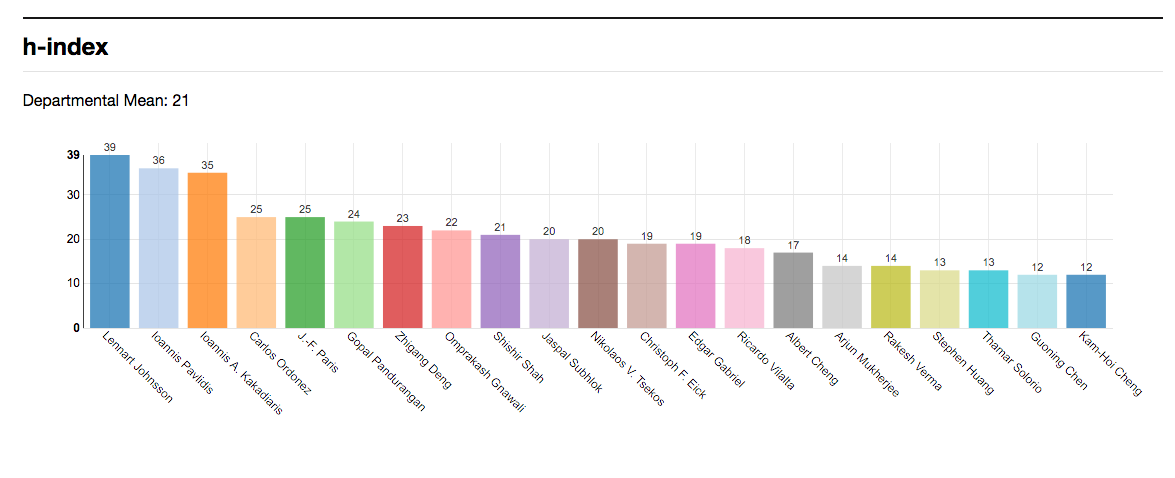 h-index
Departmental Mean: 21
39
36
35
25
25
24
23
22
21
20
20
19
19
18
17
14
14
13
13
12
12
39
30
20
10
0
Lennart Johnsson
Ioannis Pavlidis
Ioannis A. Kakadiaris
Carlos Ordonez
J.-F. Paris
Gopal Pandurangan
Zhigang Deng
Omprakash Gnawali
Shishir Shah
Jaspal Subhlok
Nikolaos V. Tsekos
Christoph F. Eick
Edgar Gabriel
Ricardo Vilalta
Albert Cheng
Arjun Mukherjee
Rakesh Verma
Stephen Huang
Thamar Solorio
Guoning Chen
Kam-Hoi Cheng